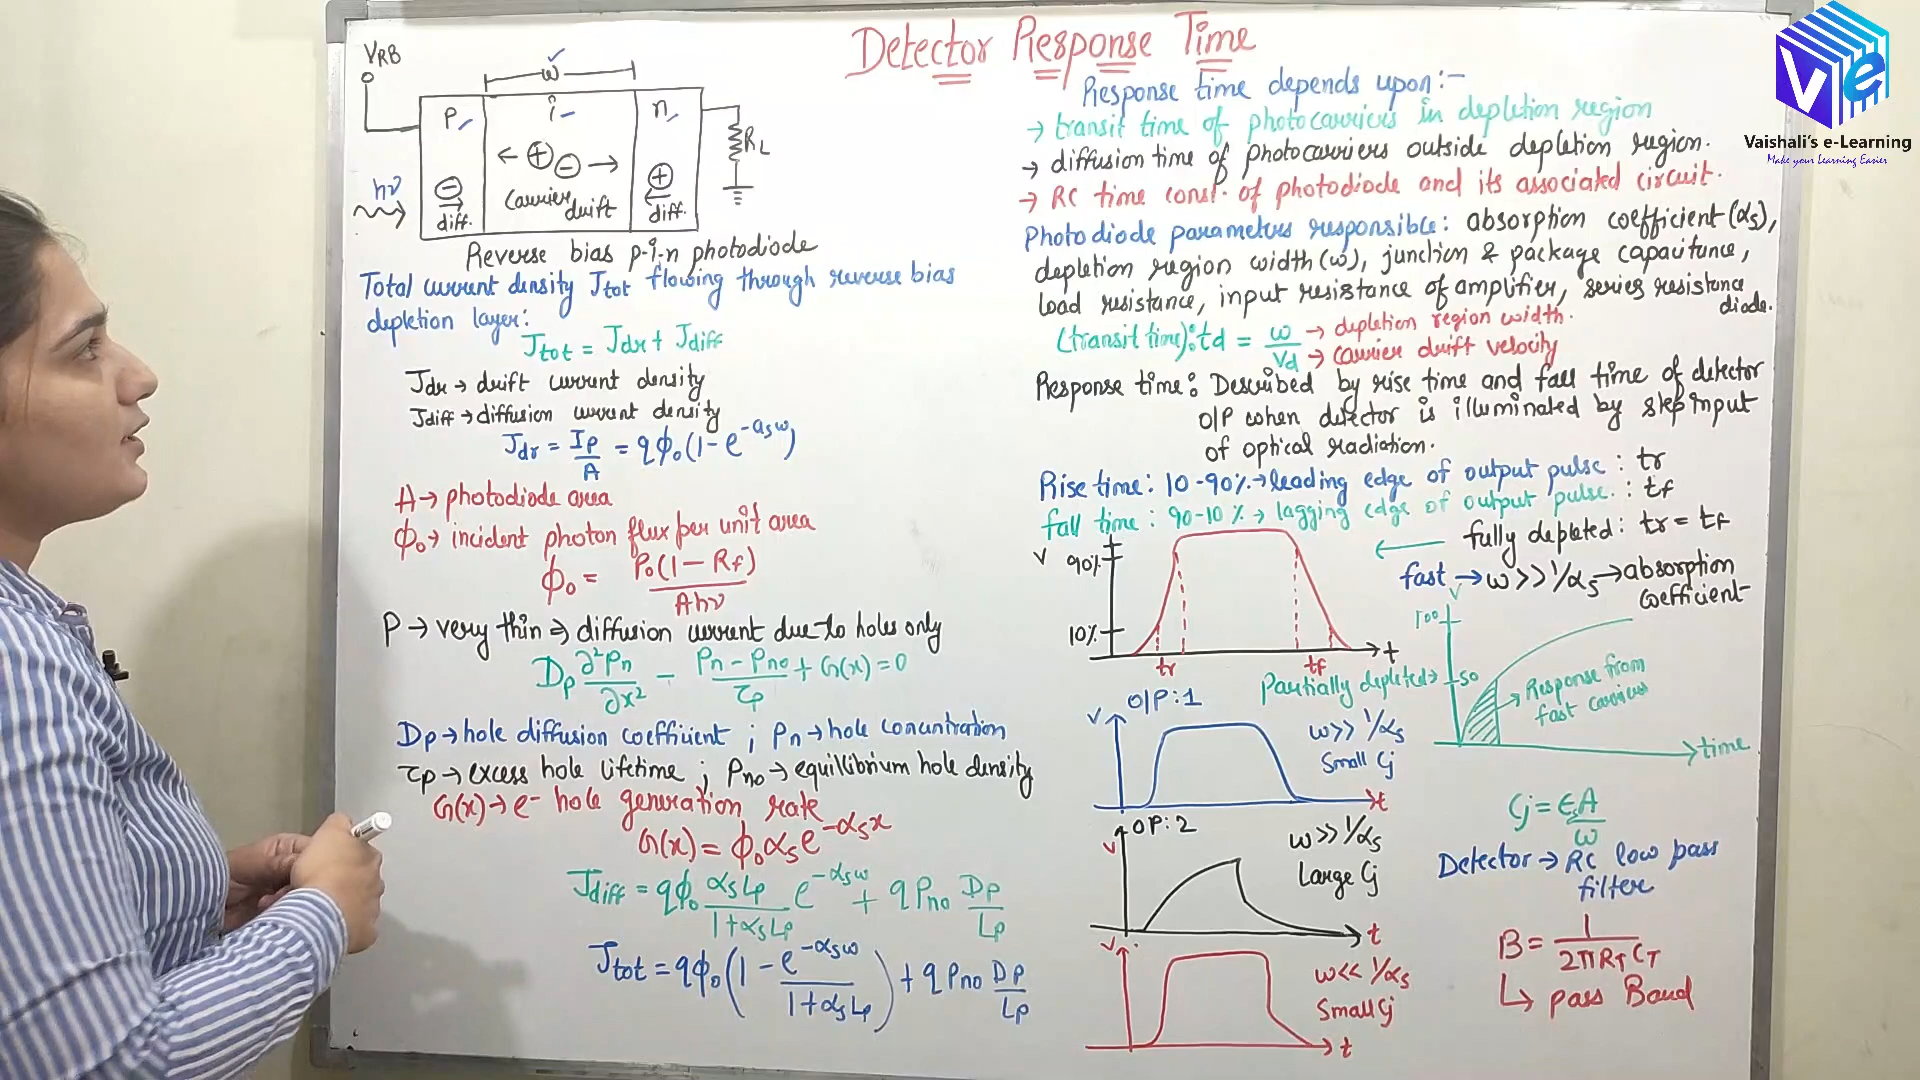 Detector Response Time
VRB
w
p
i
n
RL
hν
diff.
Carrier drift
diff.
Reverse bias p-i-n photodiode
Total current density Jtot flowing through reverse bias
depletion layer:
Jtot = Jdr + Jdiff
Jdr → drift current density
Jdiff → diffusion current density
Jdr = Ip/A = qϕ₀(1 - e^-αsw)
A → photodiode area
ϕ₀ → incident photon flux per unit area
ϕ₀ = P₀(1 - Rf)/Ahν
P → very thin ⇒ diffusion current due to holes only
Dp ∂²Pn/∂x² - Pn - Pno/τp + G(x) = 0
Dp → hole diffusion coefficient ; Pn → hole concentration
τp → excess hole lifetime ; Pno → equillibrium hole density
G(x) → e⁻ hole generation rate
G(x) = ϕ₀αs e^-αsx
Jdiff = qϕ₀ αsLp/1+αsLp e^-αsw + qPno Dp/Lp
Jtot = qϕ₀(1 - e^-αsw/1+αsLp) + qPno Dp/Lp
Response time depends upon:-
→ transit time of photocarriers in depletion region
→ diffusion time of photocarriers outside depletion region.
→ RC time const. of photodiode and its associated circuit.
Photodiode parameters responsible: absorption coefficient(αs),
depletion region width(w), junction & package capacitance,
load resistance, input resistance of amplifier, series resistance
diode.
(transit time): td = w/Vd → depletion region width.
→ carrier drift velocity
Response time: Described by rise time and fall time of detector
O/P when detector is illuminated by step input
of optical radiation.
Rise time: 10-90% → leading edge of output pulse : tr
fall time : 90-10% → lagging edge of output pulse. : tf
fully depleted: tr = tf
fast → w >> 1/αs → absorption
coefficient
V
90%
10%
tr
tf
t
Partially depleted →
V
100
50
Response from
fast carriers
time
V
O/P:1
w >> 1/αs
Small Cj
t
V
OP:2
w >> 1/αs
Large Cj
t
V
w << 1/αs
Small Cj
t
Cj = εsA/w
Detector → RC low pass
filter
B = 1/2πRTCT
↳ pass Band
Ve
Vaishali's e-Learning
Make your Learning Easier